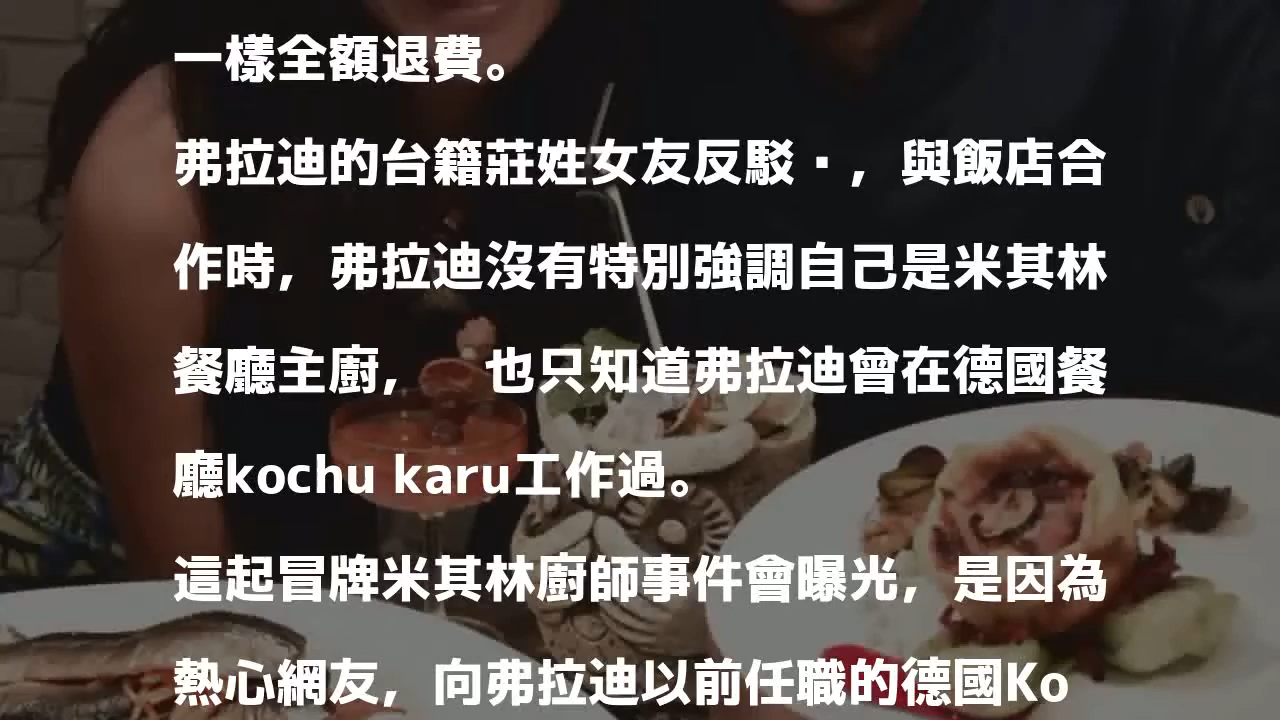 一樣全額退費。
弗拉迪的台籍莊姓女友反駁·，與飯店合
作時，弗拉迪沒有特別強調自己是米其林
餐廳主廚，　也只知道弗拉迪曾在德國餐
廳kochu karu工作過。
這起冒牌米其林廚師事件會曝光，是因為
熱心網友，向弗拉迪以前任職的德國Ko